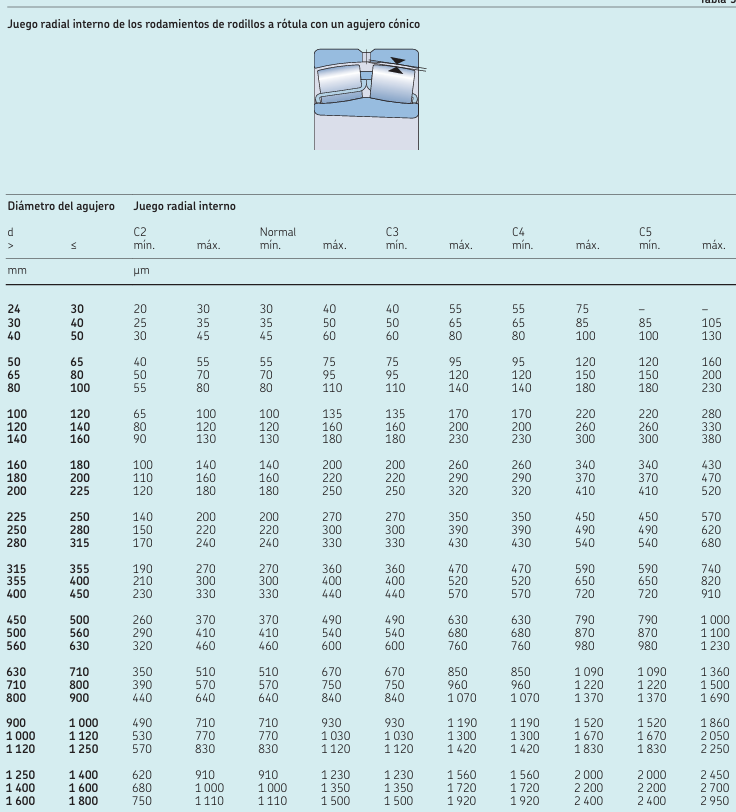 Tabla 5
Juego radial interno de los rodamientos de rodillos a rótula con un agujero cónico
Diámetro del agujero Juego radial interno
d C2 Normal C3 C4 C5
> ≤ mín. máx. mín. máx. mín. máx. mín. máx. mín. máx.
mm µm
24 30 20 30 30 40 40 55 55 75 – –
30 40 25 35 35 50 50 65 65 85 85 105
40 50 30 45 45 60 60 80 80 100 100 130
50 65 40 55 55 75 75 95 95 120 120 160
65 80 50 70 70 95 95 120 120 150 150 200
80 100 55 80 80 110 110 140 140 180 180 230
100 120 65 100 100 135 135 170 170 220 220 280
120 140 80 120 120 160 160 200 200 260 260 330
140 160 90 130 130 180 180 230 230 300 300 380
160 180 100 140 140 200 200 260 260 340 340 430
180 200 110 160 160 220 220 290 290 370 370 470
200 225 120 180 180 250 250 320 320 410 410 520
225 250 140 200 200 270 270 350 350 450 450 570
250 280 150 220 220 300 300 390 390 490 490 620
280 315 170 240 240 330 330 430 430 540 540 680
315 355 190 270 270 360 360 470 470 590 590 740
355 400 210 300 300 400 400 520 520 650 650 820
400 450 230 330 330 440 440 570 570 720 720 910
450 500 260 370 370 490 490 630 630 790 790 1 000
500 560 290 410 410 540 540 680 680 870 870 1 100
560 630 320 460 460 600 600 760 760 980 980 1 230
630 710 350 510 510 670 670 850 850 1 090 1 090 1 360
710 800 390 570 570 750 750 960 960 1 220 1 220 1 500
800 900 440 640 640 840 840 1 070 1 070 1 370 1 370 1 690
900 1 000 490 710 710 930 930 1 190 1 190 1 520 1 520 1 860
1 000 1 120 530 770 770 1 030 1 030 1 300 1 300 1 670 1 670 2 050
1 120 1 250 570 830 830 1 120 1 120 1 420 1 420 1 830 1 830 2 250
1 250 1 400 620 910 910 1 230 1 230 1 560 1 560 2 000 2 000 2 450
1 400 1 600 680 1 000 1 000 1 350 1 350 1 720 1 720 2 200 2 200 2 700
1 600 1 800 750 1 110 1 110 1 500 1 500 1 920 1 920 2 400 2 400 2 950